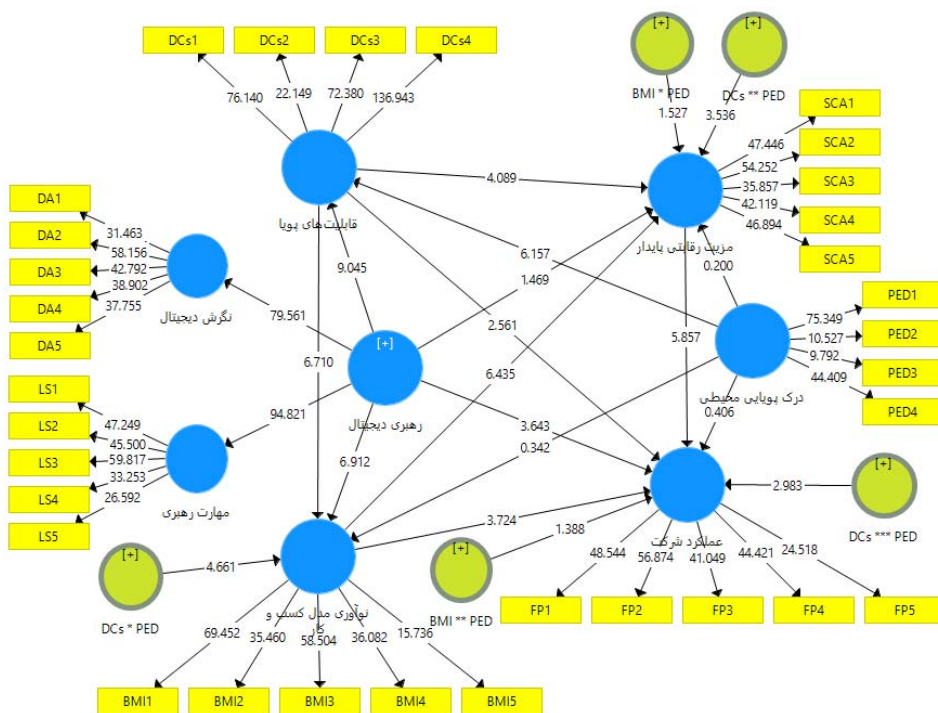 DCs1 DCs2 DCs3 DCs4
76.140 22.149 72.380 136.943
قابلیت‌های پویا
[+]
BMI * PED
1.527
[+]
DCs ** PED
3.536
SCA1
SCA2
SCA3
SCA4
SCA5
47.446
54.252
35.857
42.119
46.894
مزیت رقابتی پایدار
DA1
DA2
DA3
DA4
DA5
31.463
58.156
42.792
38.902
37.755
نگرش دیجیتال
4.089
9.045
6.157
1.469
0.200
79.561
2.561
6.710
5.857
6.435
[+]
رهبری دیجیتال
94.821
6.912
3.643
0.342
PED1
PED2
PED3
PED4
75.349
10.527
9.792
44.409
درک پویایی محیطی
0.406
LS1
LS2
LS3
LS4
LS5
47.249
45.500
59.817
33.253
26.592
مهارت رهبری
[+]
DCs * PED
4.661
نوآوری مدل کسب و
کار
3.724
[+]
BMI ** PED
1.388
عملکرد شرکت
[+]
DCs *** PED
2.983
48.544 56.874 41.049 44.421 24.518
FP1 FP2 FP3 FP4 FP5
69.452 35.460 58.504 36.082 15.736
BMI1 BMI2 BMI3 BMI4 BMI5